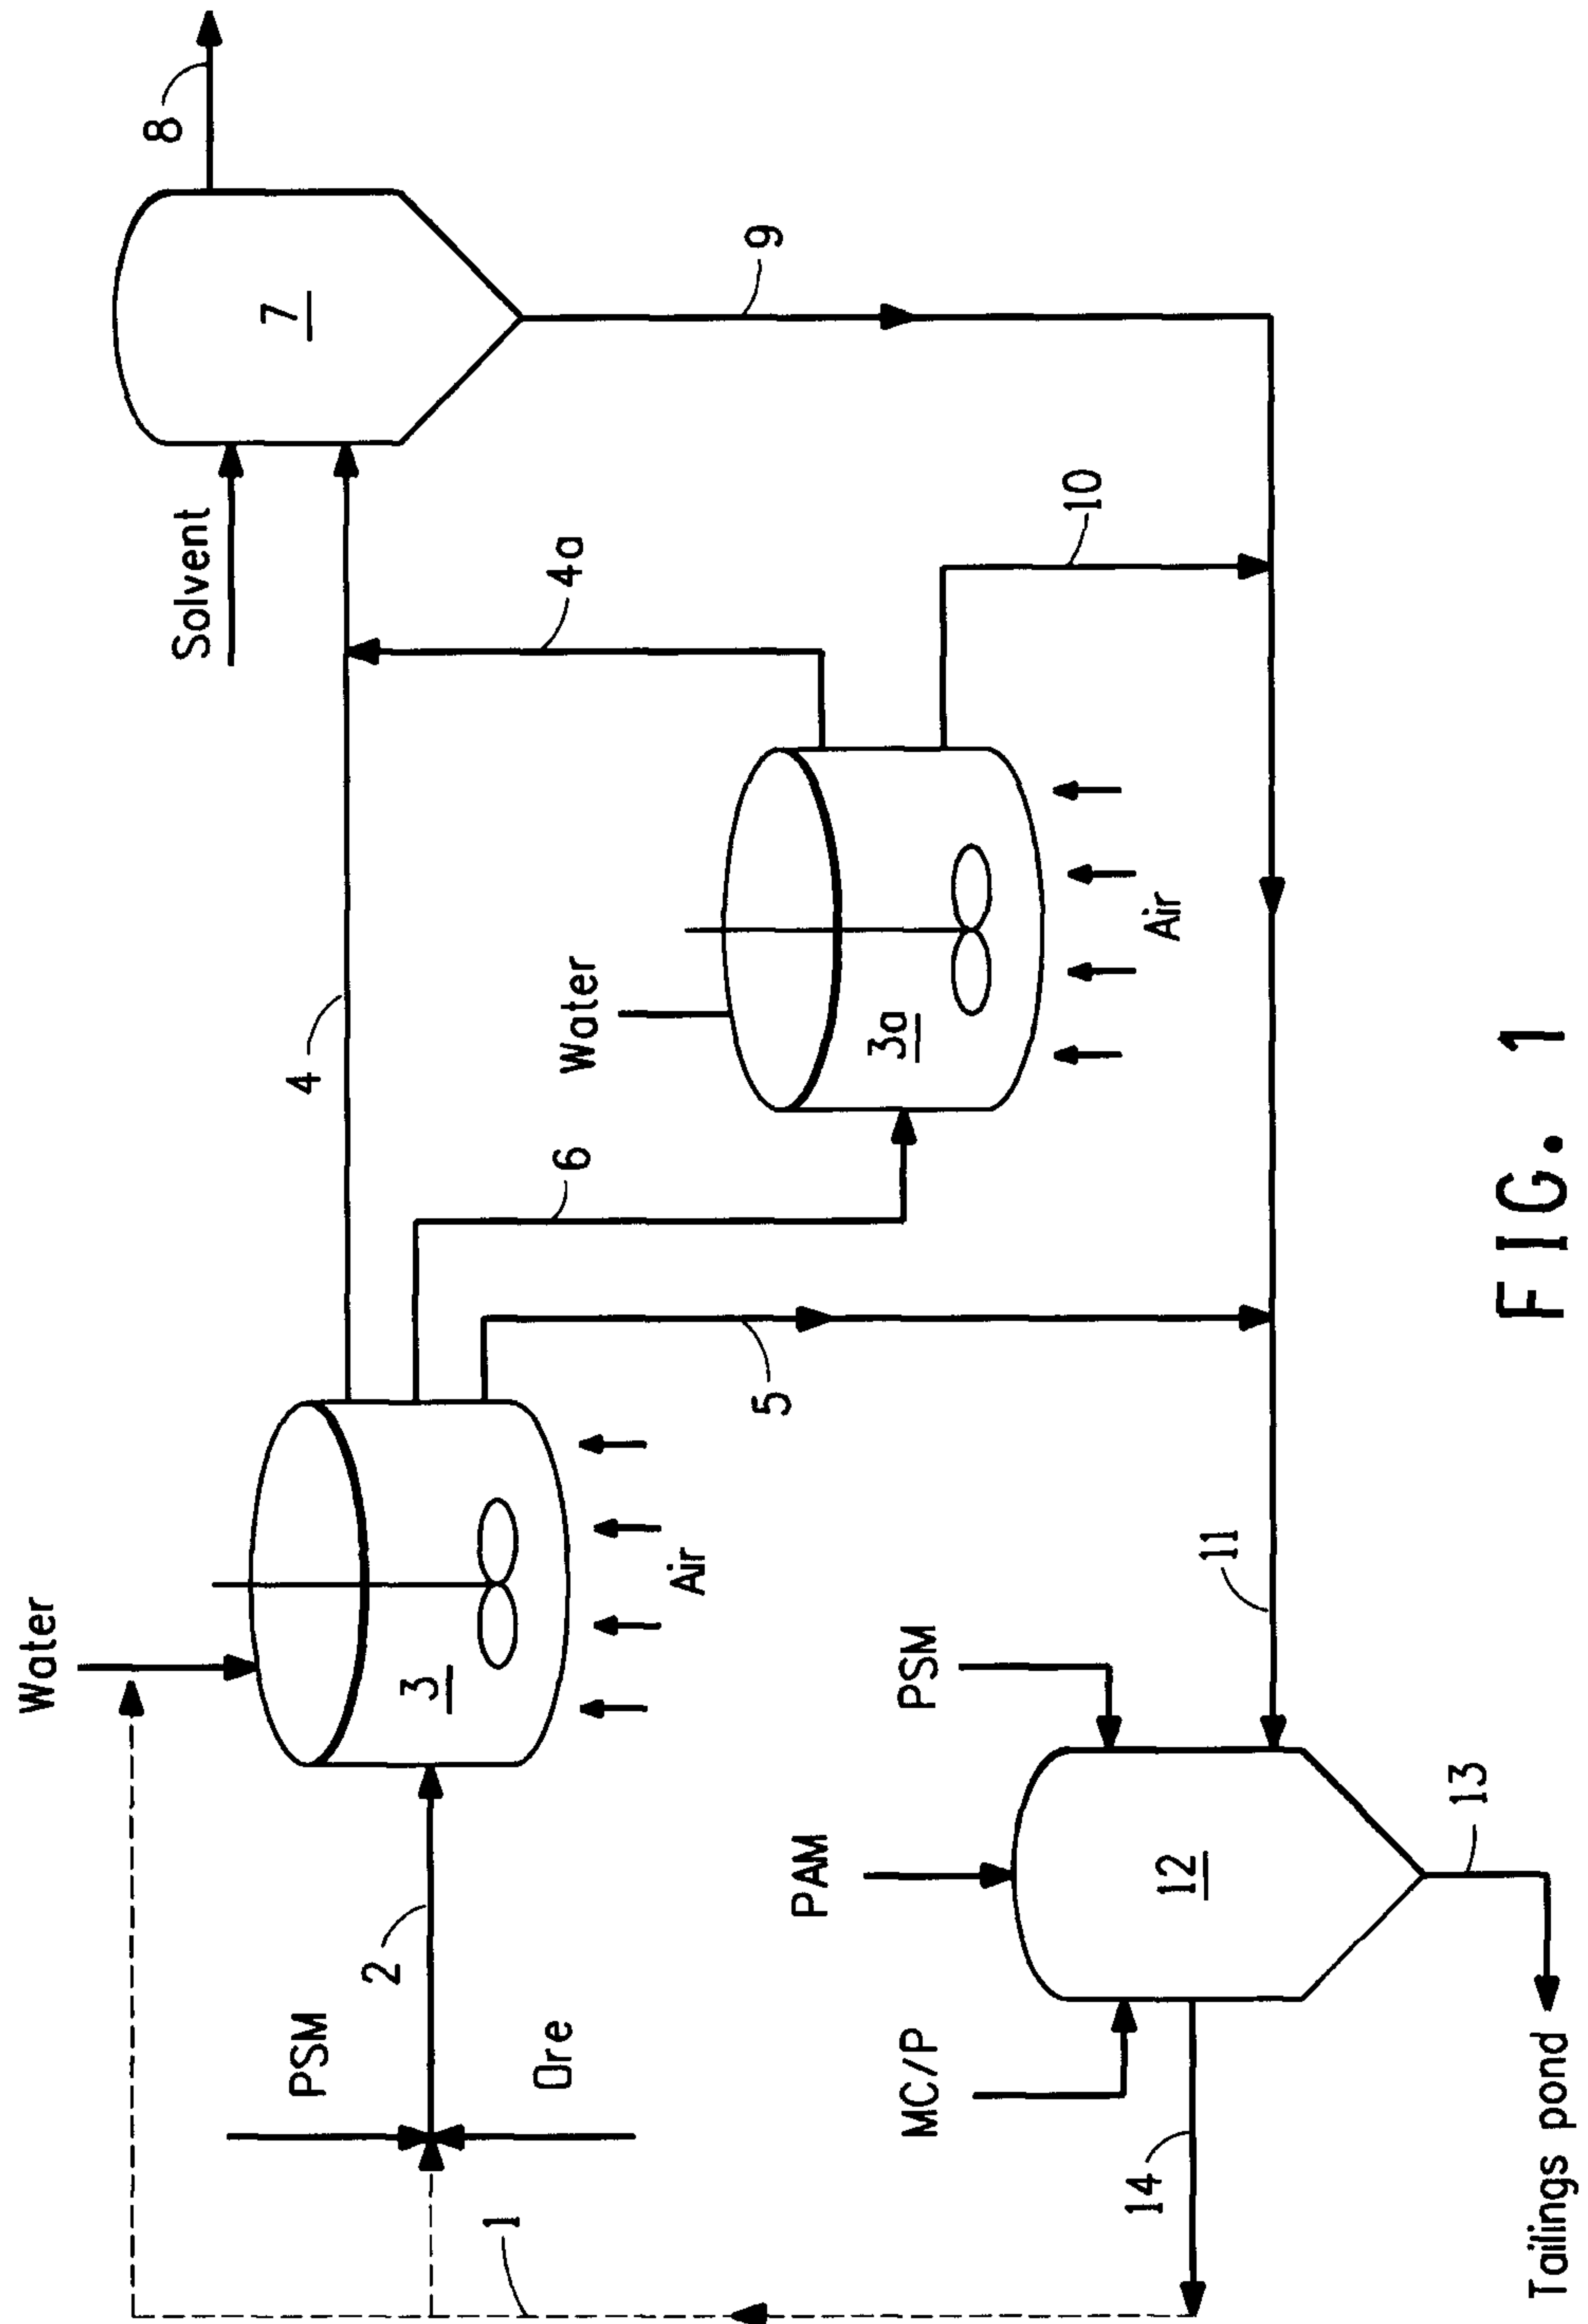 Water
8
7
Solvent
4
4a
9
3
Air
6
Water
3a
Air
10
5
PSM
2
Ore
1
PAM
PSM
11
MC/P
12
14
13
Tailings pond
FIG. 1